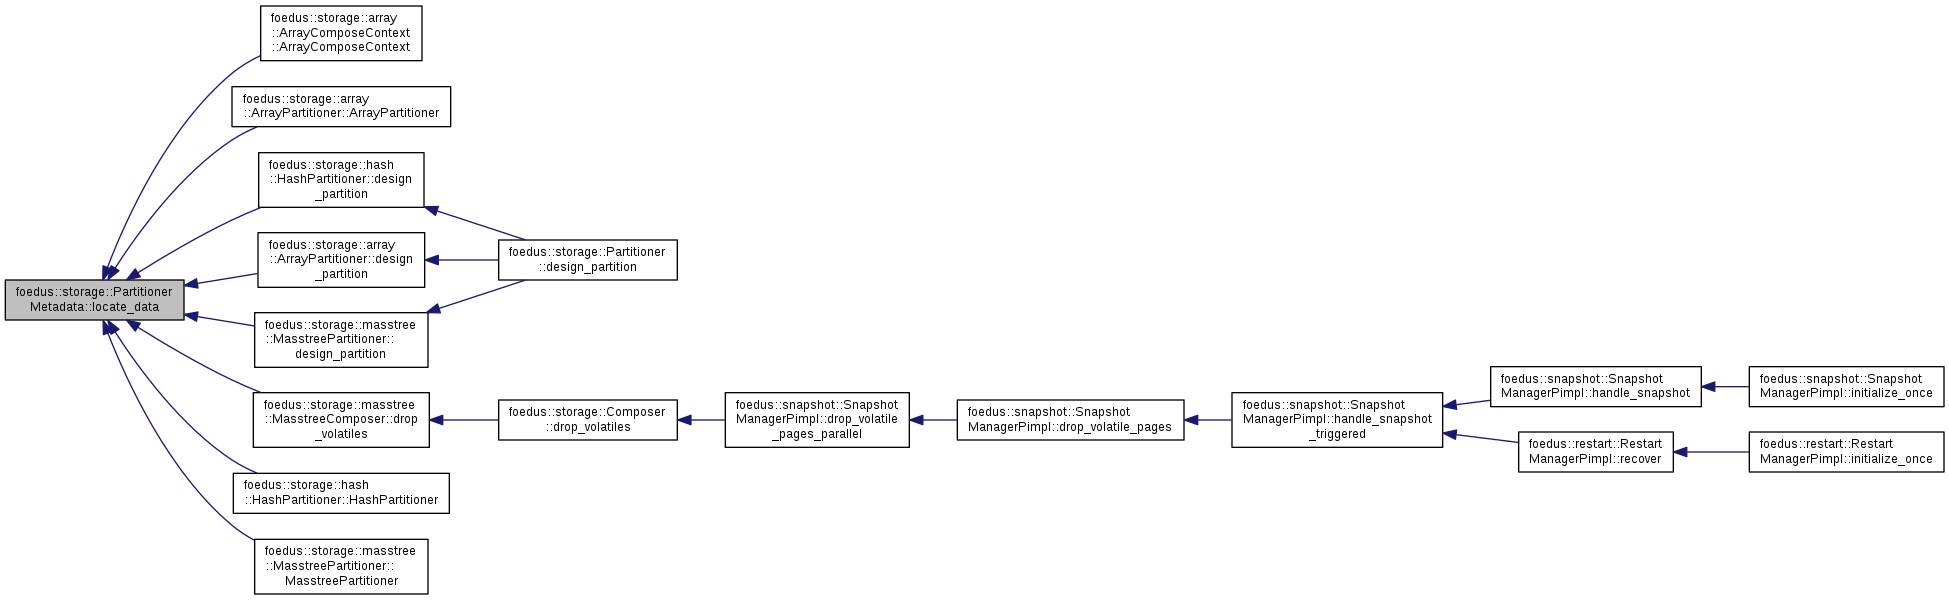 foedus::storage::array
::ArrayComposeContext
::ArrayComposeContext
foedus::storage::array
::ArrayPartitioner::ArrayPartitioner
foedus::storage::hash
::HashPartitioner::design
_partition
foedus::storage::array
::ArrayPartitioner::design
_partition
foedus::storage::Partitioner
::design_partition
foedus::storage::Partitioner
Metadata::locate_data
foedus::storage::masstree
::MasstreePartitioner::
design_partition
foedus::storage::masstree
::MasstreeComposer::drop
_volatiles
foedus::storage::Composer
::drop_volatiles
foedus::snapshot::Snapshot
ManagerPimpl::drop_volatile
_pages_parallel
foedus::snapshot::Snapshot
ManagerPimpl::drop_volatile_pages
foedus::snapshot::Snapshot
ManagerPimpl::handle_snapshot
_triggered
foedus::snapshot::Snapshot
ManagerPimpl::handle_snapshot
foedus::snapshot::Snapshot
ManagerPimpl::initialize_once
foedus::restart::Restart
ManagerPimpl::recover
foedus::restart::Restart
ManagerPimpl::initialize_once
foedus::storage::hash
::HashPartitioner::HashPartitioner
foedus::storage::masstree
::MasstreePartitioner::
MasstreePartitioner